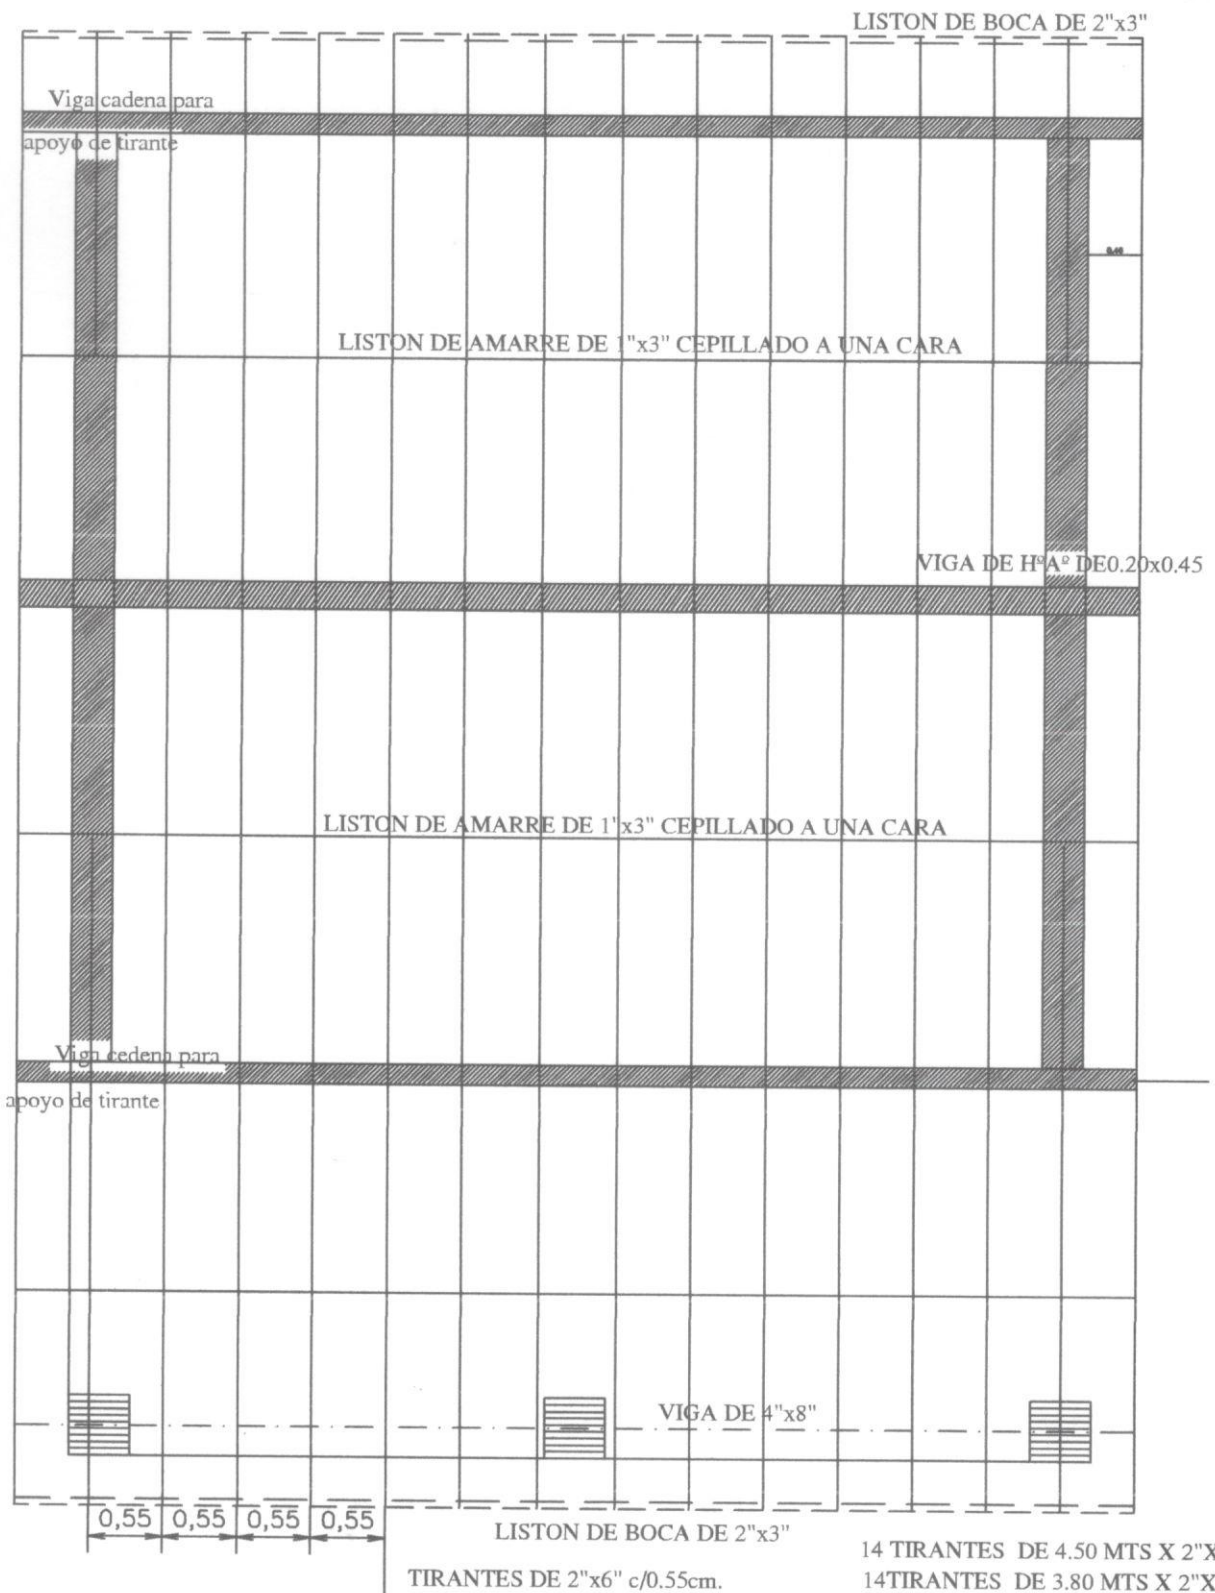 LISTON DE BOCA DE 2"x3"
Viga cadena para
apoyo de tirante
LISTON DE AMARRE DE 1"x3" CEPILLADO A UNA CARA
VIGA DE HºAº DE0.20x0.45
LISTON DE AMARRE DE 1"x3" CEPILLADO A UNA CARA
Viga cedena para
apoyo de tirante
VIGA DE 4"x8"
0,55 0,55 0,55 0,55
LISTON DE BOCA DE 2"x3"
14 TIRANTES DE 4.50 MTS X 2"X
TIRANTES DE 2"x6" c/0.55cm.
14TIRANTES DE 3.80 MTS X 2"X